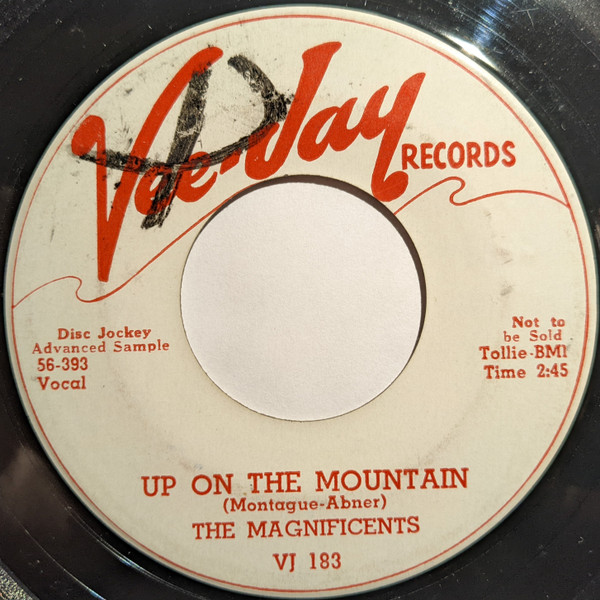 Vee-Jay
RECORDS
Disc Jockey
Advanced Sample
56-393
Vocal
Not to
be Sold
Tollie-BMI
Time 2:45
UP ON THE MOUNTAIN
(Montague-Abner)
THE MAGNIFICENTS
VJ 183